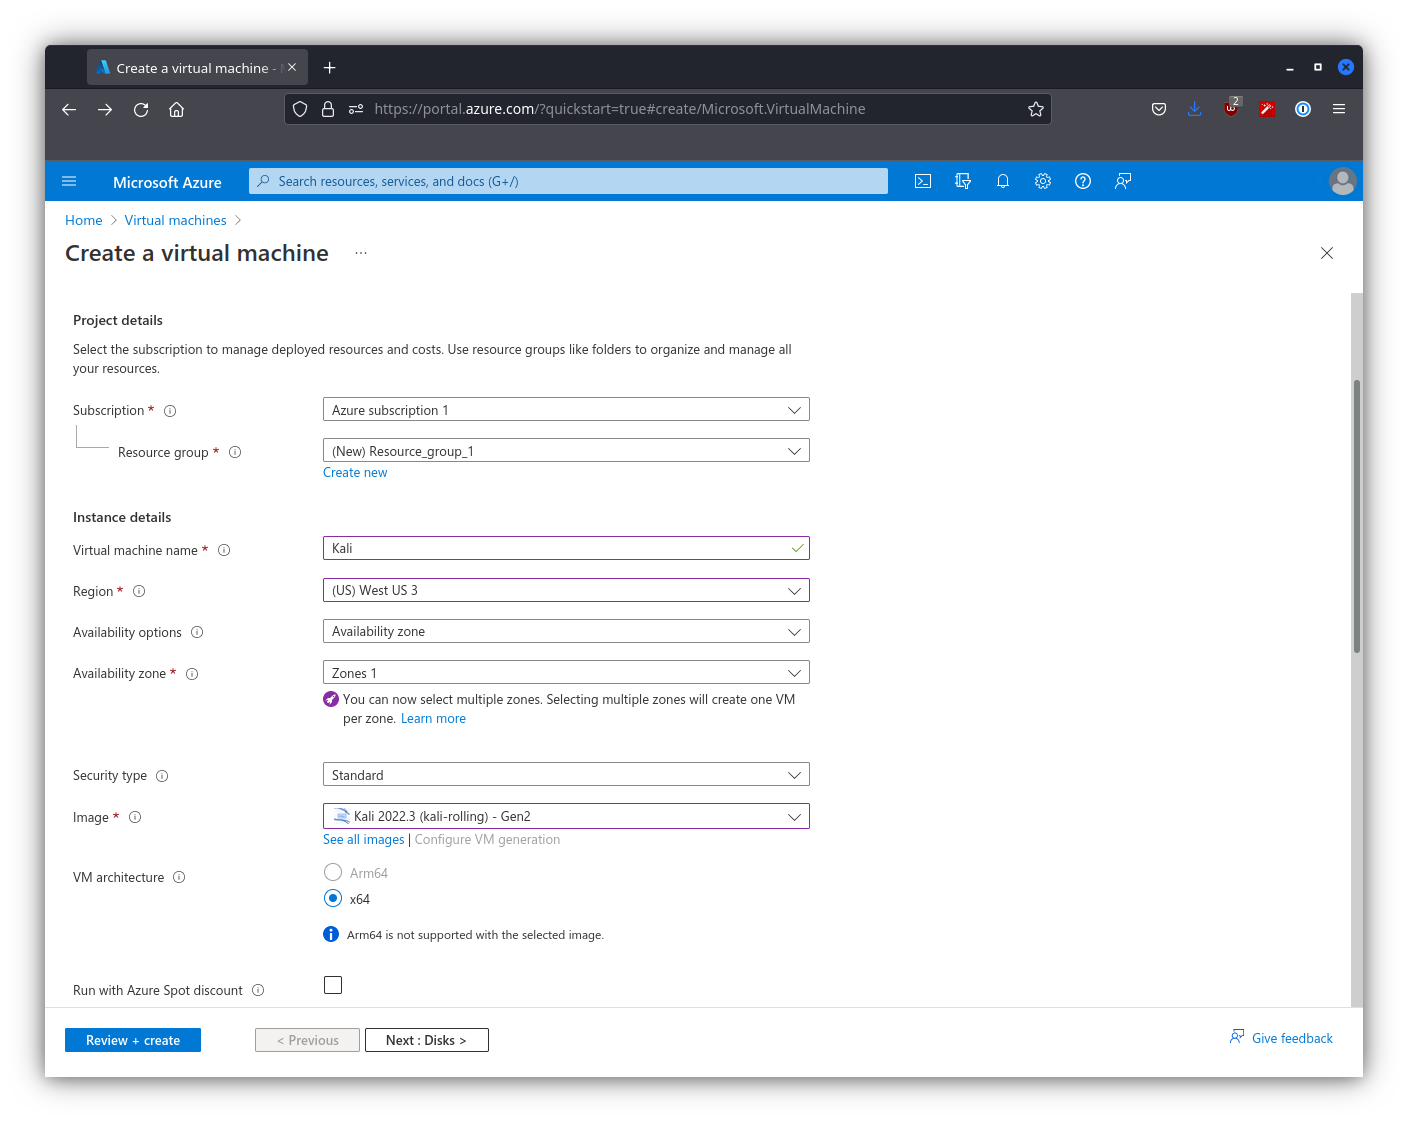 Create a virtual machine -
2
https://portal.azure.com/?quickstart=true#create/Microsoft.VirtualMachine
Microsoft Azure
Search resources, services, and docs (G+/)
Home > Virtual machines >
Create a virtual machine ...
Project details
Select the subscription to manage deployed resources and costs. Use resource groups like folders to organize and manage all
your resources.
Subscription *
Azure subscription 1
Resource group *
(New) Resource_group_1
Create new
Instance details
Virtual machine name *
Kali
Region *
(US) West US 3
Availability options
Availability zone
Availability zone *
Zones 1
You can now select multiple zones. Selecting multiple zones will create one VM
per zone. Learn more
Security type
Standard
Image *
Kali 2022.3 (kali-rolling) - Gen2
See all images | Configure VM generation
VM architecture
Arm64
x64
Arm64 is not supported with the selected image.
Run with Azure Spot discount
Review + create
< Previous
Next : Disks >
Give feedback